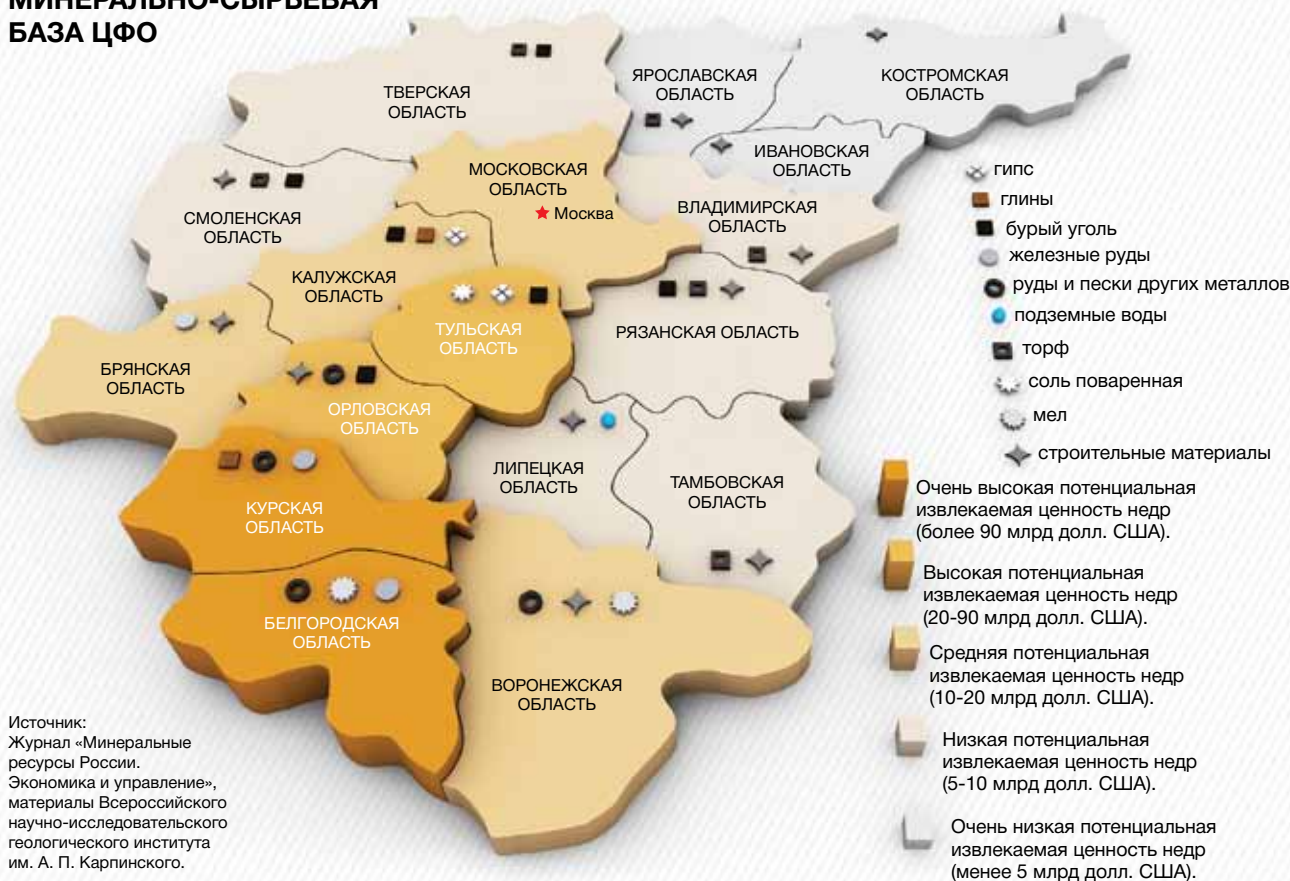 МИНЕРАЛЬНО-СЫРЬЕВАЯ
БАЗА ЦФО
ТВЕРСКАЯ
ОБЛАСТЬ
ЯРОСЛАВСКАЯ
ОБЛАСТЬ
КОСТРОМСКАЯ
ОБЛАСТЬ
ИВАНОВСКАЯ
ОБЛАСТЬ
МОСКОВСКАЯ
ОБЛАСТЬ
Москва
ВЛАДИМИРСКАЯ
ОБЛАСТЬ
СМОЛЕНСКАЯ
ОБЛАСТЬ
КАЛУЖСКАЯ
ОБЛАСТЬ
ТУЛЬСКАЯ
ОБЛАСТЬ
РЯЗАНСКАЯ ОБЛАСТЬ
БРЯНСКАЯ
ОБЛАСТЬ
ОРЛОВСКАЯ
ОБЛАСТЬ
ЛИПЕЦКАЯ
ОБЛАСТЬ
ТАМБОВСКАЯ
ОБЛАСТЬ
КУРСКАЯ
ОБЛАСТЬ
БЕЛГОРОДСКАЯ
ОБЛАСТЬ
ВОРОНЕЖСКАЯ
ОБЛАСТЬ
гипс
глины
бурый уголь
железные руды
руды и пески других металлов
подземные воды
торф
соль поваренная
мел
строительные материалы
Очень высокая потенциальная
извлекаемая ценность недр
(более 90 млрд долл. США).
Высокая потенциальная
извлекаемая ценность недр
(20-90 млрд долл. США).
Средняя потенциальная
извлекаемая ценность недр
(10-20 млрд долл. США).
Низкая потенциальная
извлекаемая ценность недр
(5-10 млрд долл. США).
Очень низкая потенциальная
извлекаемая ценность недр
(менее 5 млрд долл. США).
Источник:
Журнал «Минеральные
ресурсы России.
Экономика и управление»,
материалы Всероссийского
научно-исследовательского
геологического института
им. А. П. Карпинского.